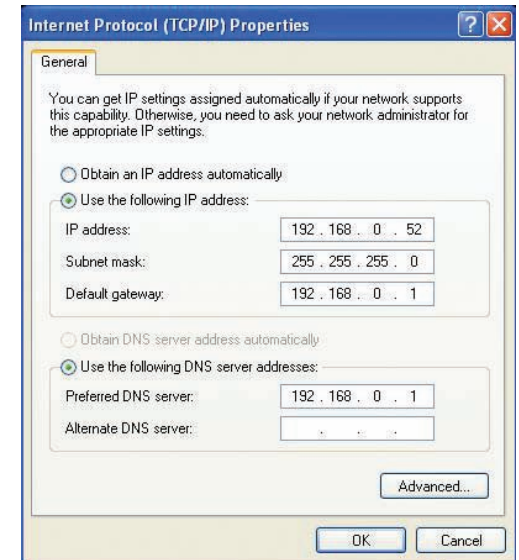 Internet Protocol (TCP/IP) Properties
General
You can get IP settings assigned automatically if your network supports
this capability. Otherwise, you need to ask your network administrator for
the appropriate IP settings.
Obtain an IP address automatically
Use the following IP address:
IP address: 192 . 168 . 0 . 52
Subnet mask: 255 . 255 . 255 . 0
Default gateway: 192 . 168 . 0 . 1
Obtain DNS server address automatically
Use the following DNS server addresses:
Preferred DNS server: 192 . 168 . 0 . 1
Alternate DNS server: . . .
Advanced...
OK Cancel